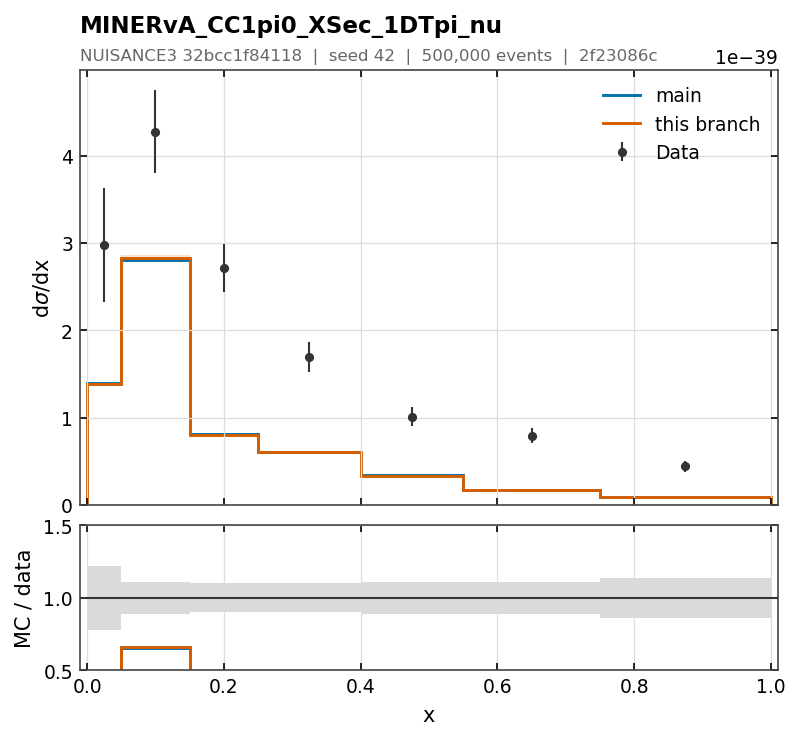 MINERvA_CC1pi0_XSec_1DTpi_nu
NUISANCE3 32bcc1f84118 | seed 42 | 500,000 events | 2f23086c
1e−39
main
this branch
Data
dσ/dx
4
3
2
1
0
MC / data
1.5
1.0
0.5
0.0 0.2 0.4 0.6 0.8 1.0
x